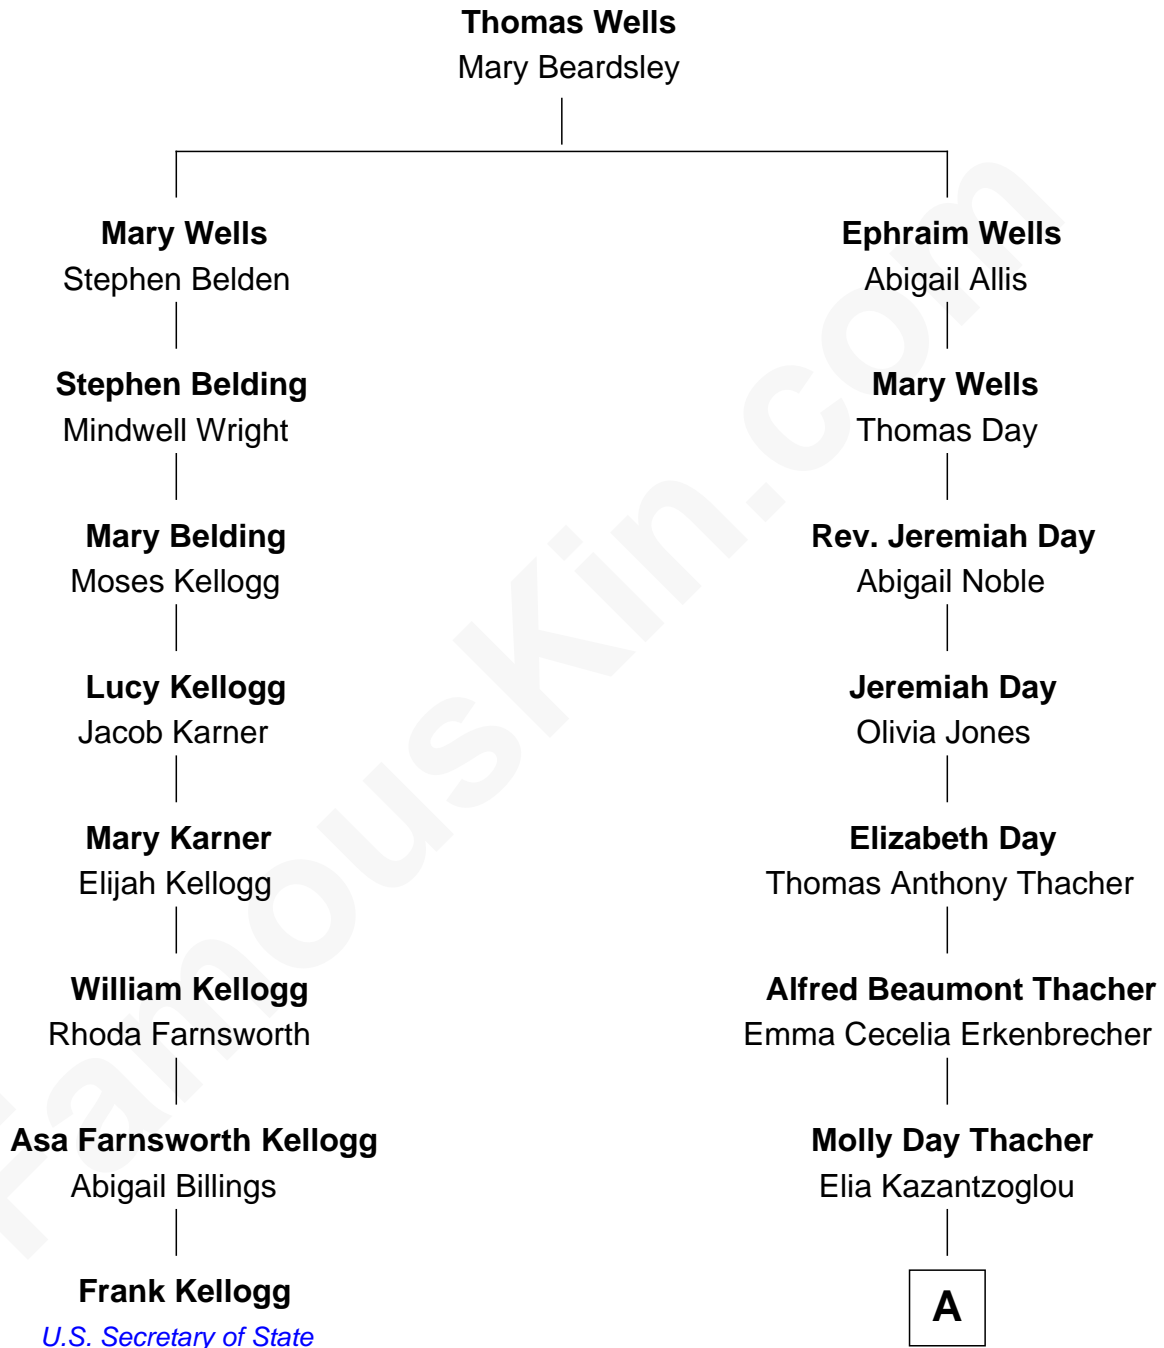 Thomas Wells
Mary Beardsley
Mary Wells
Stephen Belden
Ephraim Wells
Abigail Allis
Stephen Belding
Mindwell Wright
Mary Wells
Thomas Day
Mary Belding
Moses Kellogg
Rev. Jeremiah Day
Abigail Noble
Lucy Kellogg
Jacob Karner
Jeremiah Day
Olivia Jones
Mary Karner
Elijah Kellogg
Elizabeth Day
Thomas Anthony Thacher
William Kellogg
Rhoda Farnsworth
Alfred Beaumont Thacher
Emma Cecelia Erkenbrecher
Asa Farnsworth Kellogg
Abigail Billings
Molly Day Thacher
Elia Kazantzoglou
Frank Kellogg
U.S. Secretary of State
A
FamousKin.com